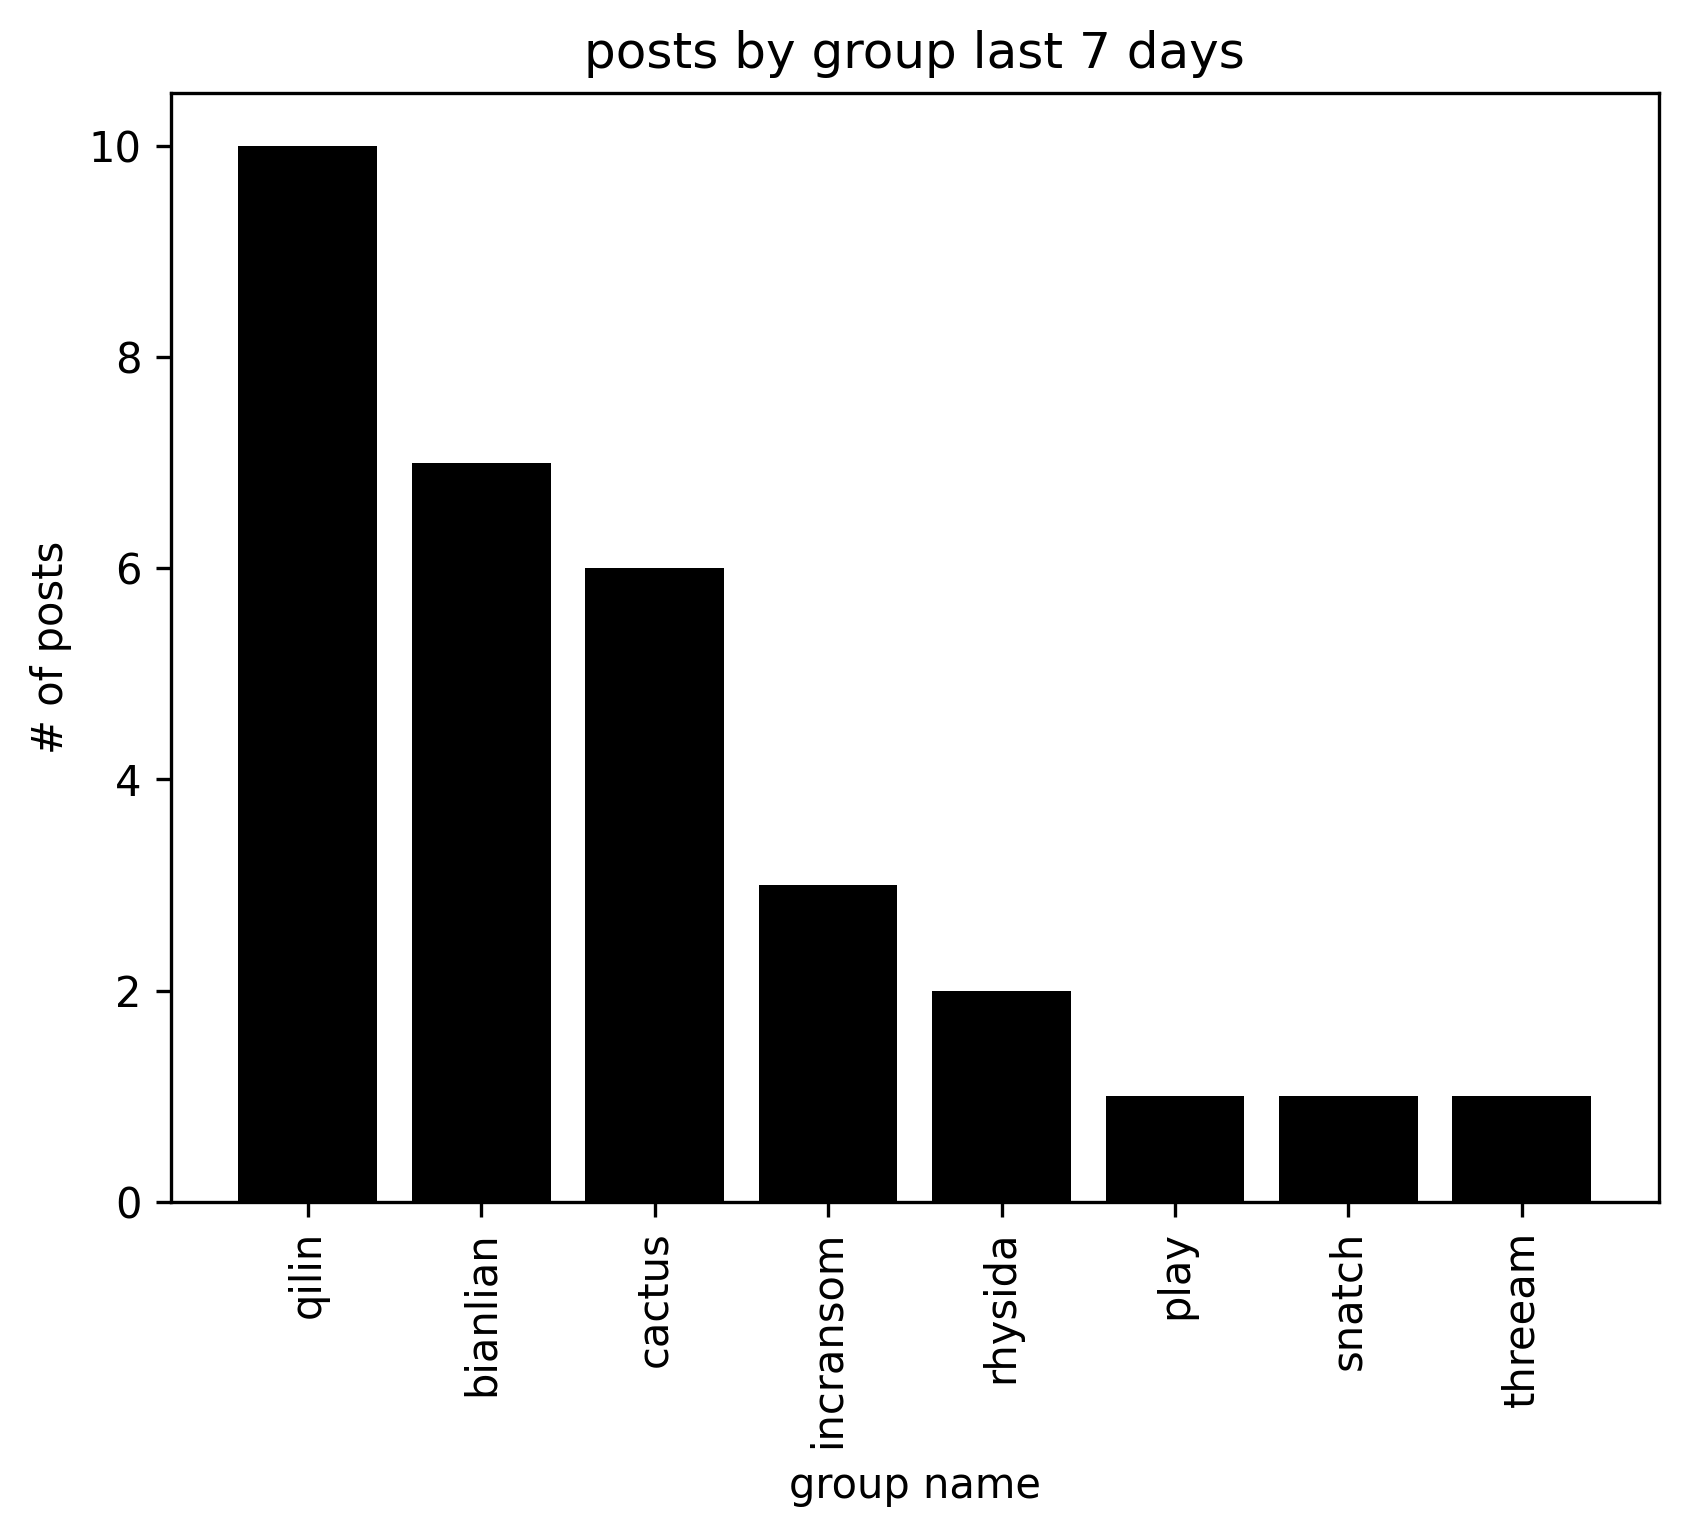 posts by group last 7 days
10
8
6
4
2
0
# of posts
qilin
bianlian
cactus
incransom
rhysida
play
snatch
threeam
group name